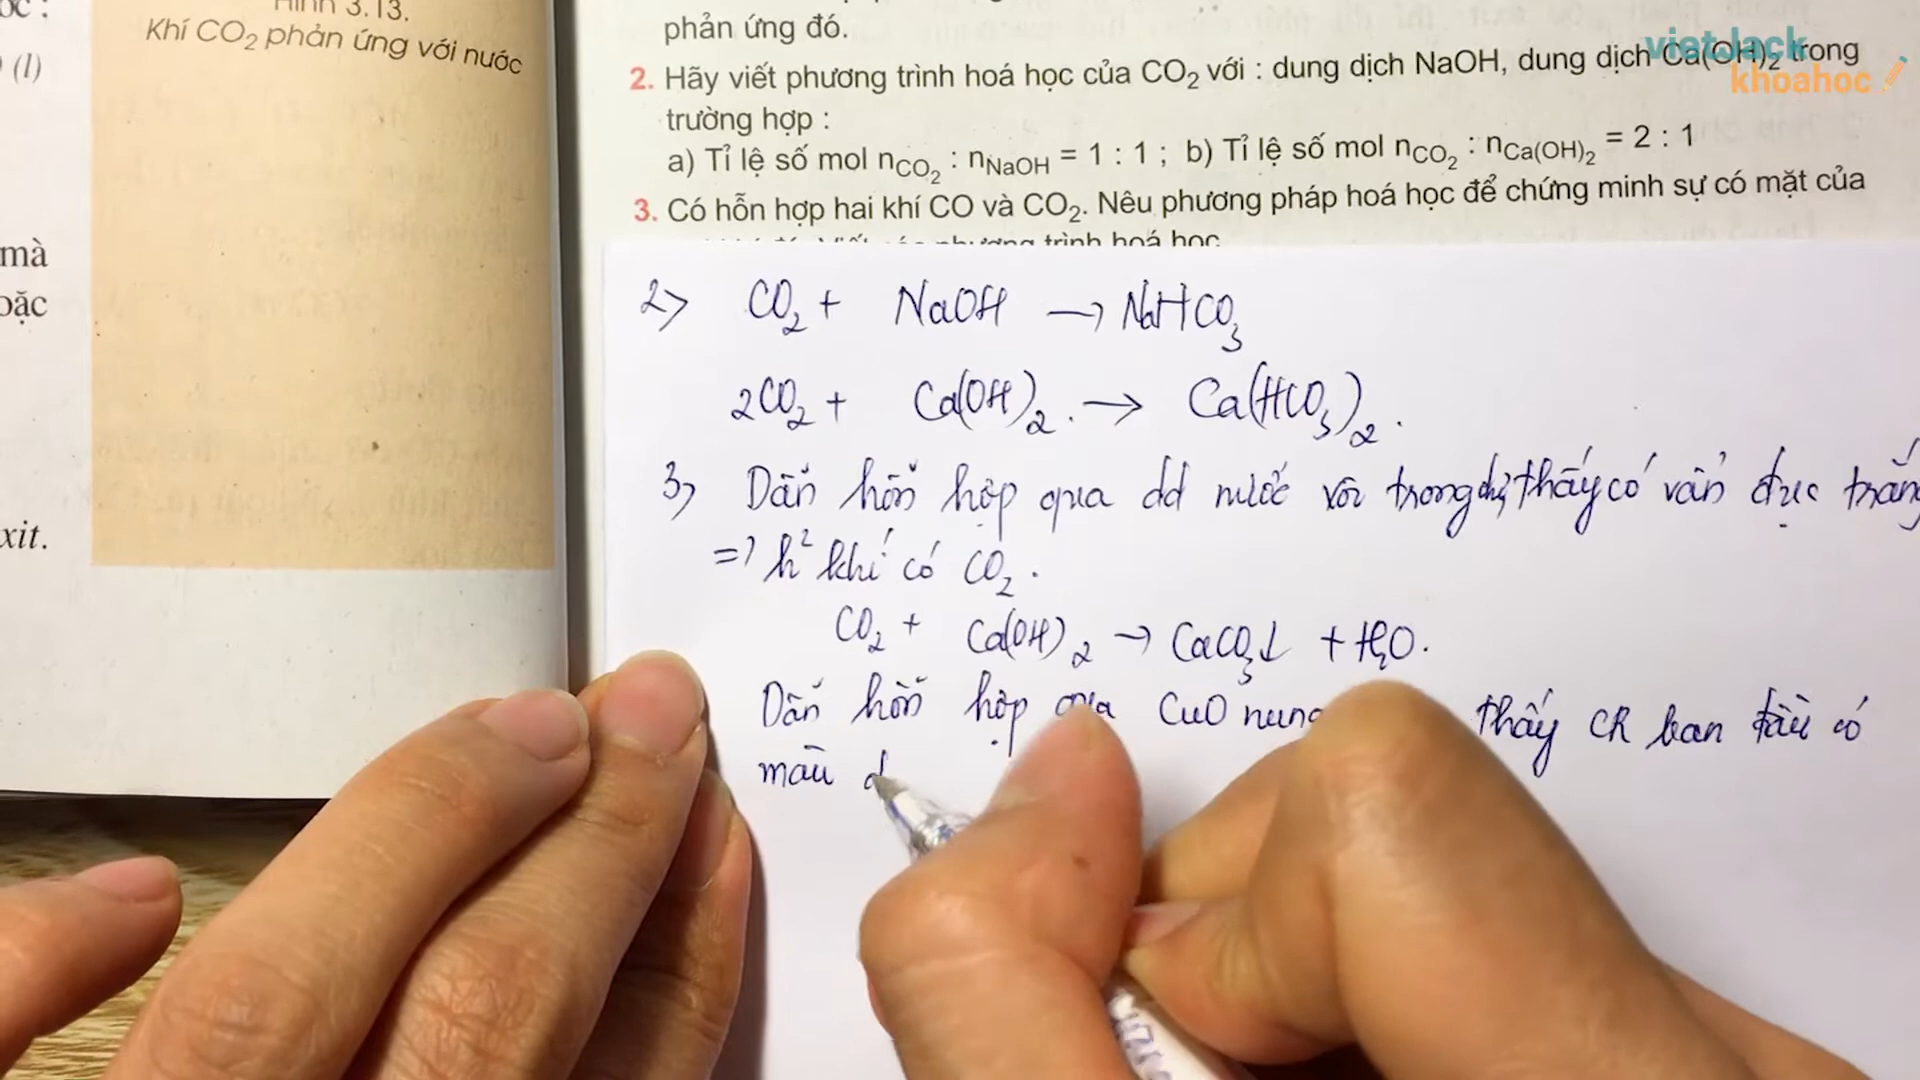 Hình 3.13.
Khí CO₂ phản ứng với nước
(l)
mà
oặc
xit.
phản ứng đó.
2. Hãy viết phương trình hoá học của CO₂ với : dung dịch NaOH, dung dịch Ca(OH)₂ trong
trường hợp :
a) Tỉ lệ số mol nCO₂ : nNaOH = 1 : 1 ; b) Tỉ lệ số mol nCO₂ : nCa(OH)₂ = 2 : 1
3. Có hỗn hợp hai khí CO và CO₂. Nêu phương pháp hoá học để chứng minh sự có mặt của
trình hoá học
vietJack
khoahoc
2> CO₂ + NaOH → NaHCO₃
2CO₂ + Ca(OH)₂ → Ca(HCO₃)₂.
3> Dẫn hỗn hợp qua dd nước vôi trong dư, thấy có vẩn đục trắng
=> h² khí có CO₂.
CO₂ + Ca(OH)₂ → CaCO₃↓ + H₂O.
Dẫn hỗn hợp qua CuO nung thấy CR ban đầu có
màu đ